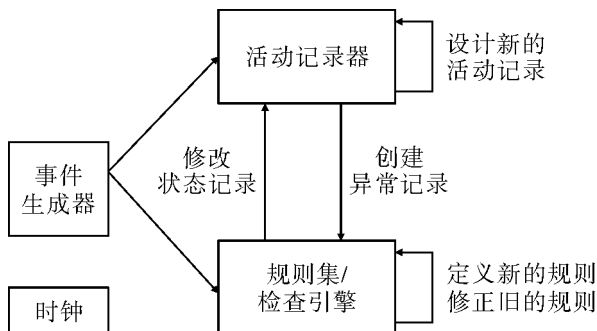 活动记录器
设计新的
活动记录
修改
状态记录
创建
异常记录
事件
生成器
规则集/
检查引擎
定义新的规则
修正旧的规则
时钟